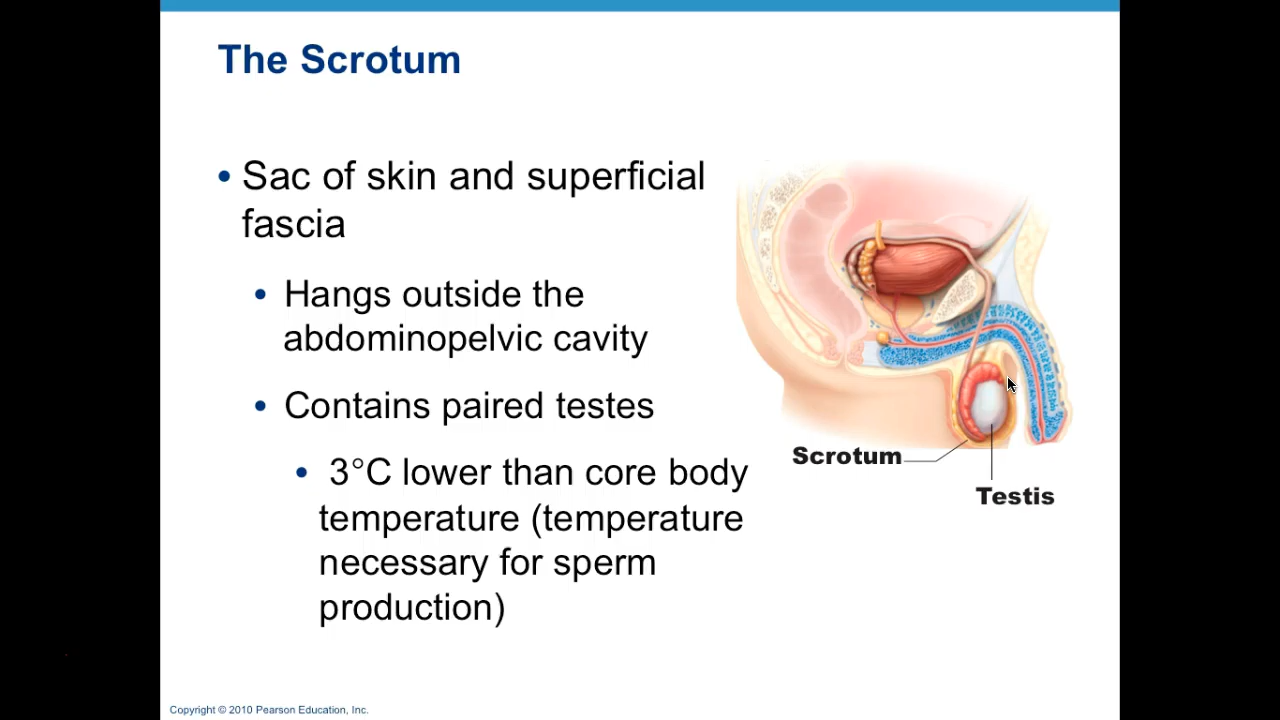 The Scrotum
• Sac of skin and superficial
fascia
• Hangs outside the
abdominopelvic cavity
• Contains paired testes
• 3°C lower than core body
temperature (temperature
necessary for sperm
production)
Scrotum
Testis
Copyright © 2010 Pearson Education, Inc.